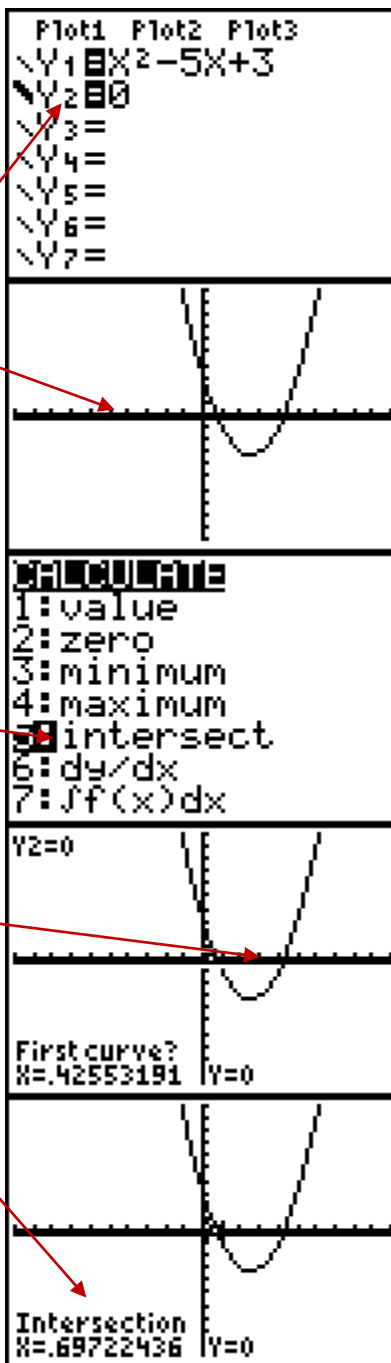 Plot1 Plot2 Plot3
\Y1=X²-5X+3
\Y2=0
\Y3=
\Y4=
\Y5=
\Y6=
\Y7=
CALCULATE
1:value
2:zero
3:minimum
4:maximum
5:intersect
6:dy/dx
7:∫f(x)dx
Y2=0
First curve?
X=.42553191 Y=0
Intersection
X=.69722436 Y=0